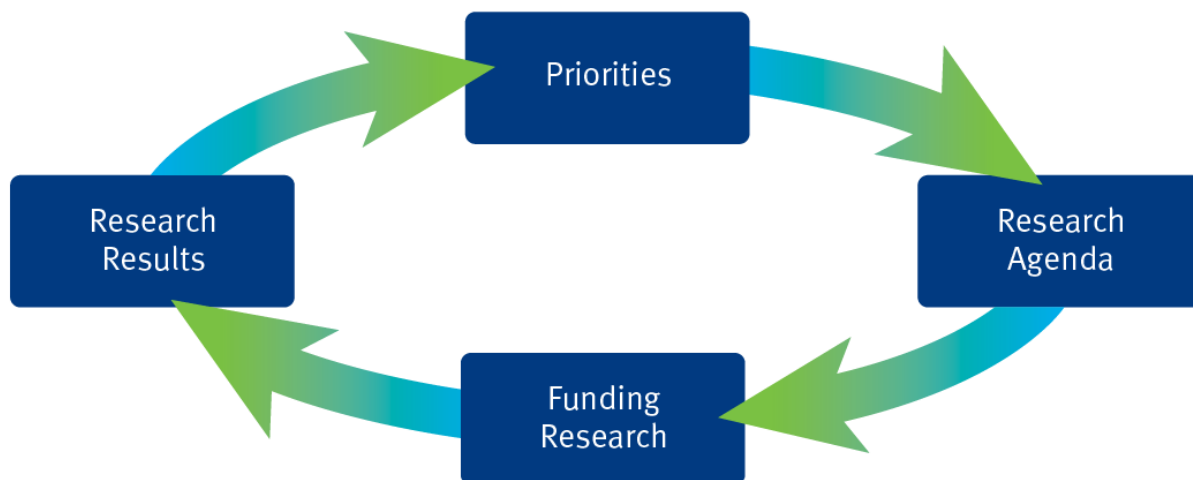 Priorities
Research
Agenda
Funding
Research
Research
Results